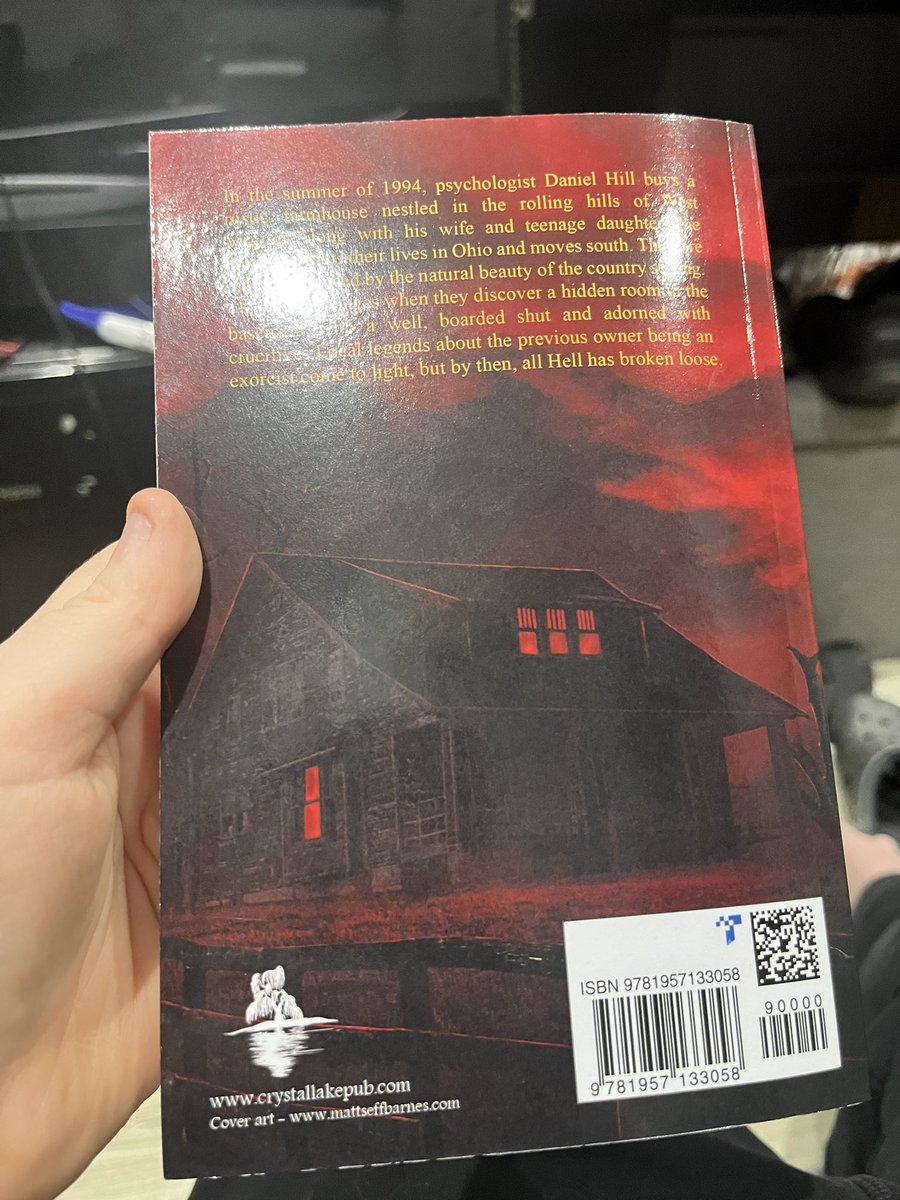 In the summer of 1994, psychologist Daniel Hill buys a
farmhouse nestled in the rolling hills of West
along with his wife and teenage daughter
their lives in Ohio and moves south.
by the natural beauty of the country
when they discover a hidden room
a well, boarded shut and adorned with
legends about the previous owner being an
exorcist come to light, but by then, all Hell has broken loose.
ISBN 9781957133058
90000
9 781957 133058
www.crystallakepub.com
Cover art – www.mattseffbarnes.com